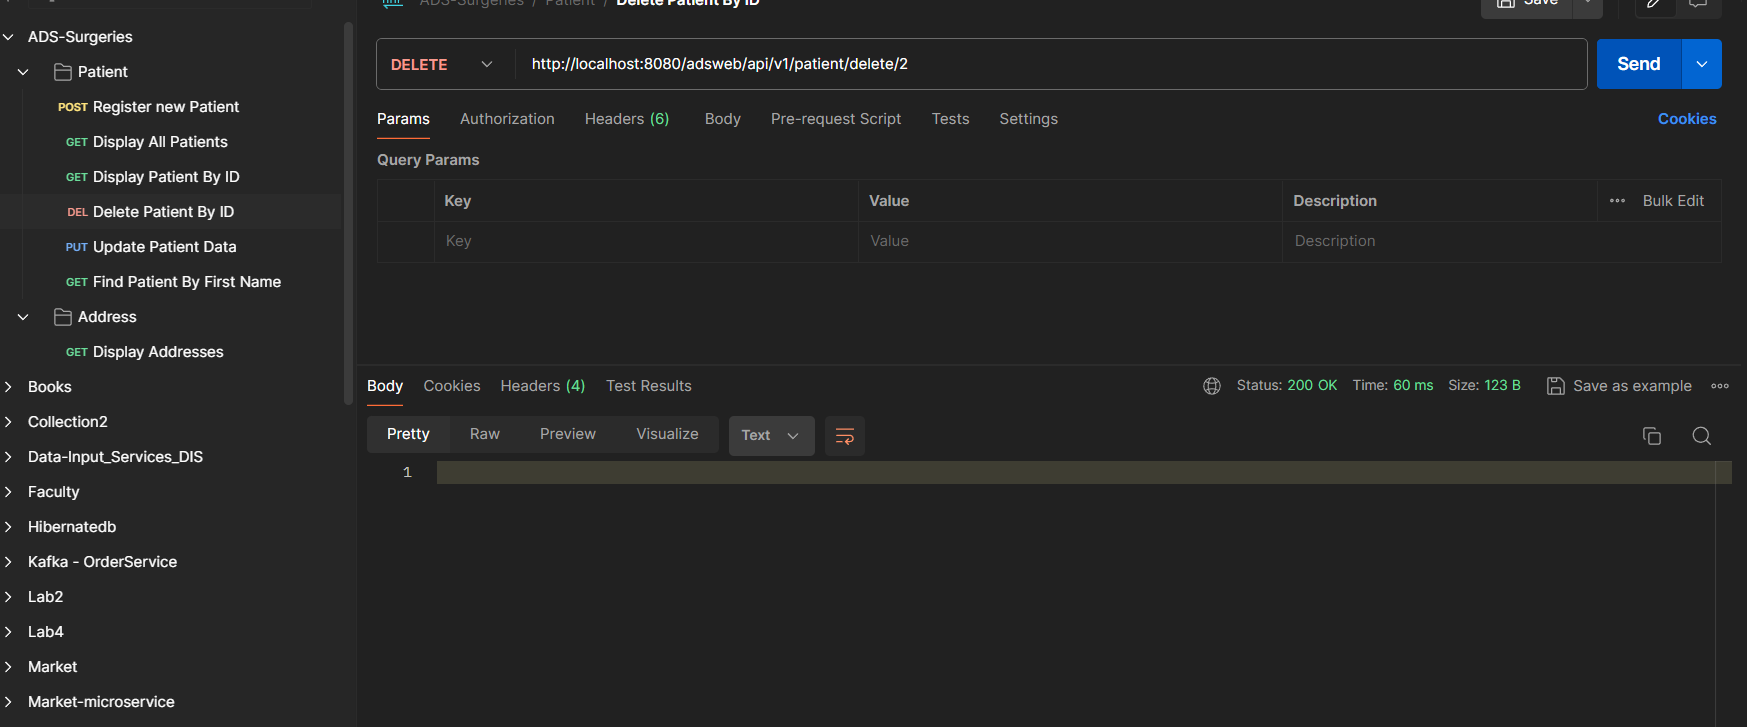 ADS-Surgeries
Patient
POST Register new Patient
GET Display All Patients
GET Display Patient By ID
DEL Delete Patient By ID
PUT Update Patient Data
GET Find Patient By First Name
Address
GET Display Addresses
Books
Collection2
Data-Input_Services_DIS
Faculty
Hibernatedb
Kafka - OrderService
Lab2
Lab4
Market
Market-microservice
ADS-Surgeries / Patient / Delete Patient By ID
Save
DELETE http://localhost:8080/adsweb/api/v1/patient/delete/2 Send
Params Authorization Headers (6) Body Pre-request Script Tests Settings Cookies
Query Params
Key Value Description Bulk Edit
Key Value Description
Body Cookies Headers (4) Test Results Status: 200 OK Time: 60 ms Size: 123 B Save as example
Pretty Raw Preview Visualize Text
1